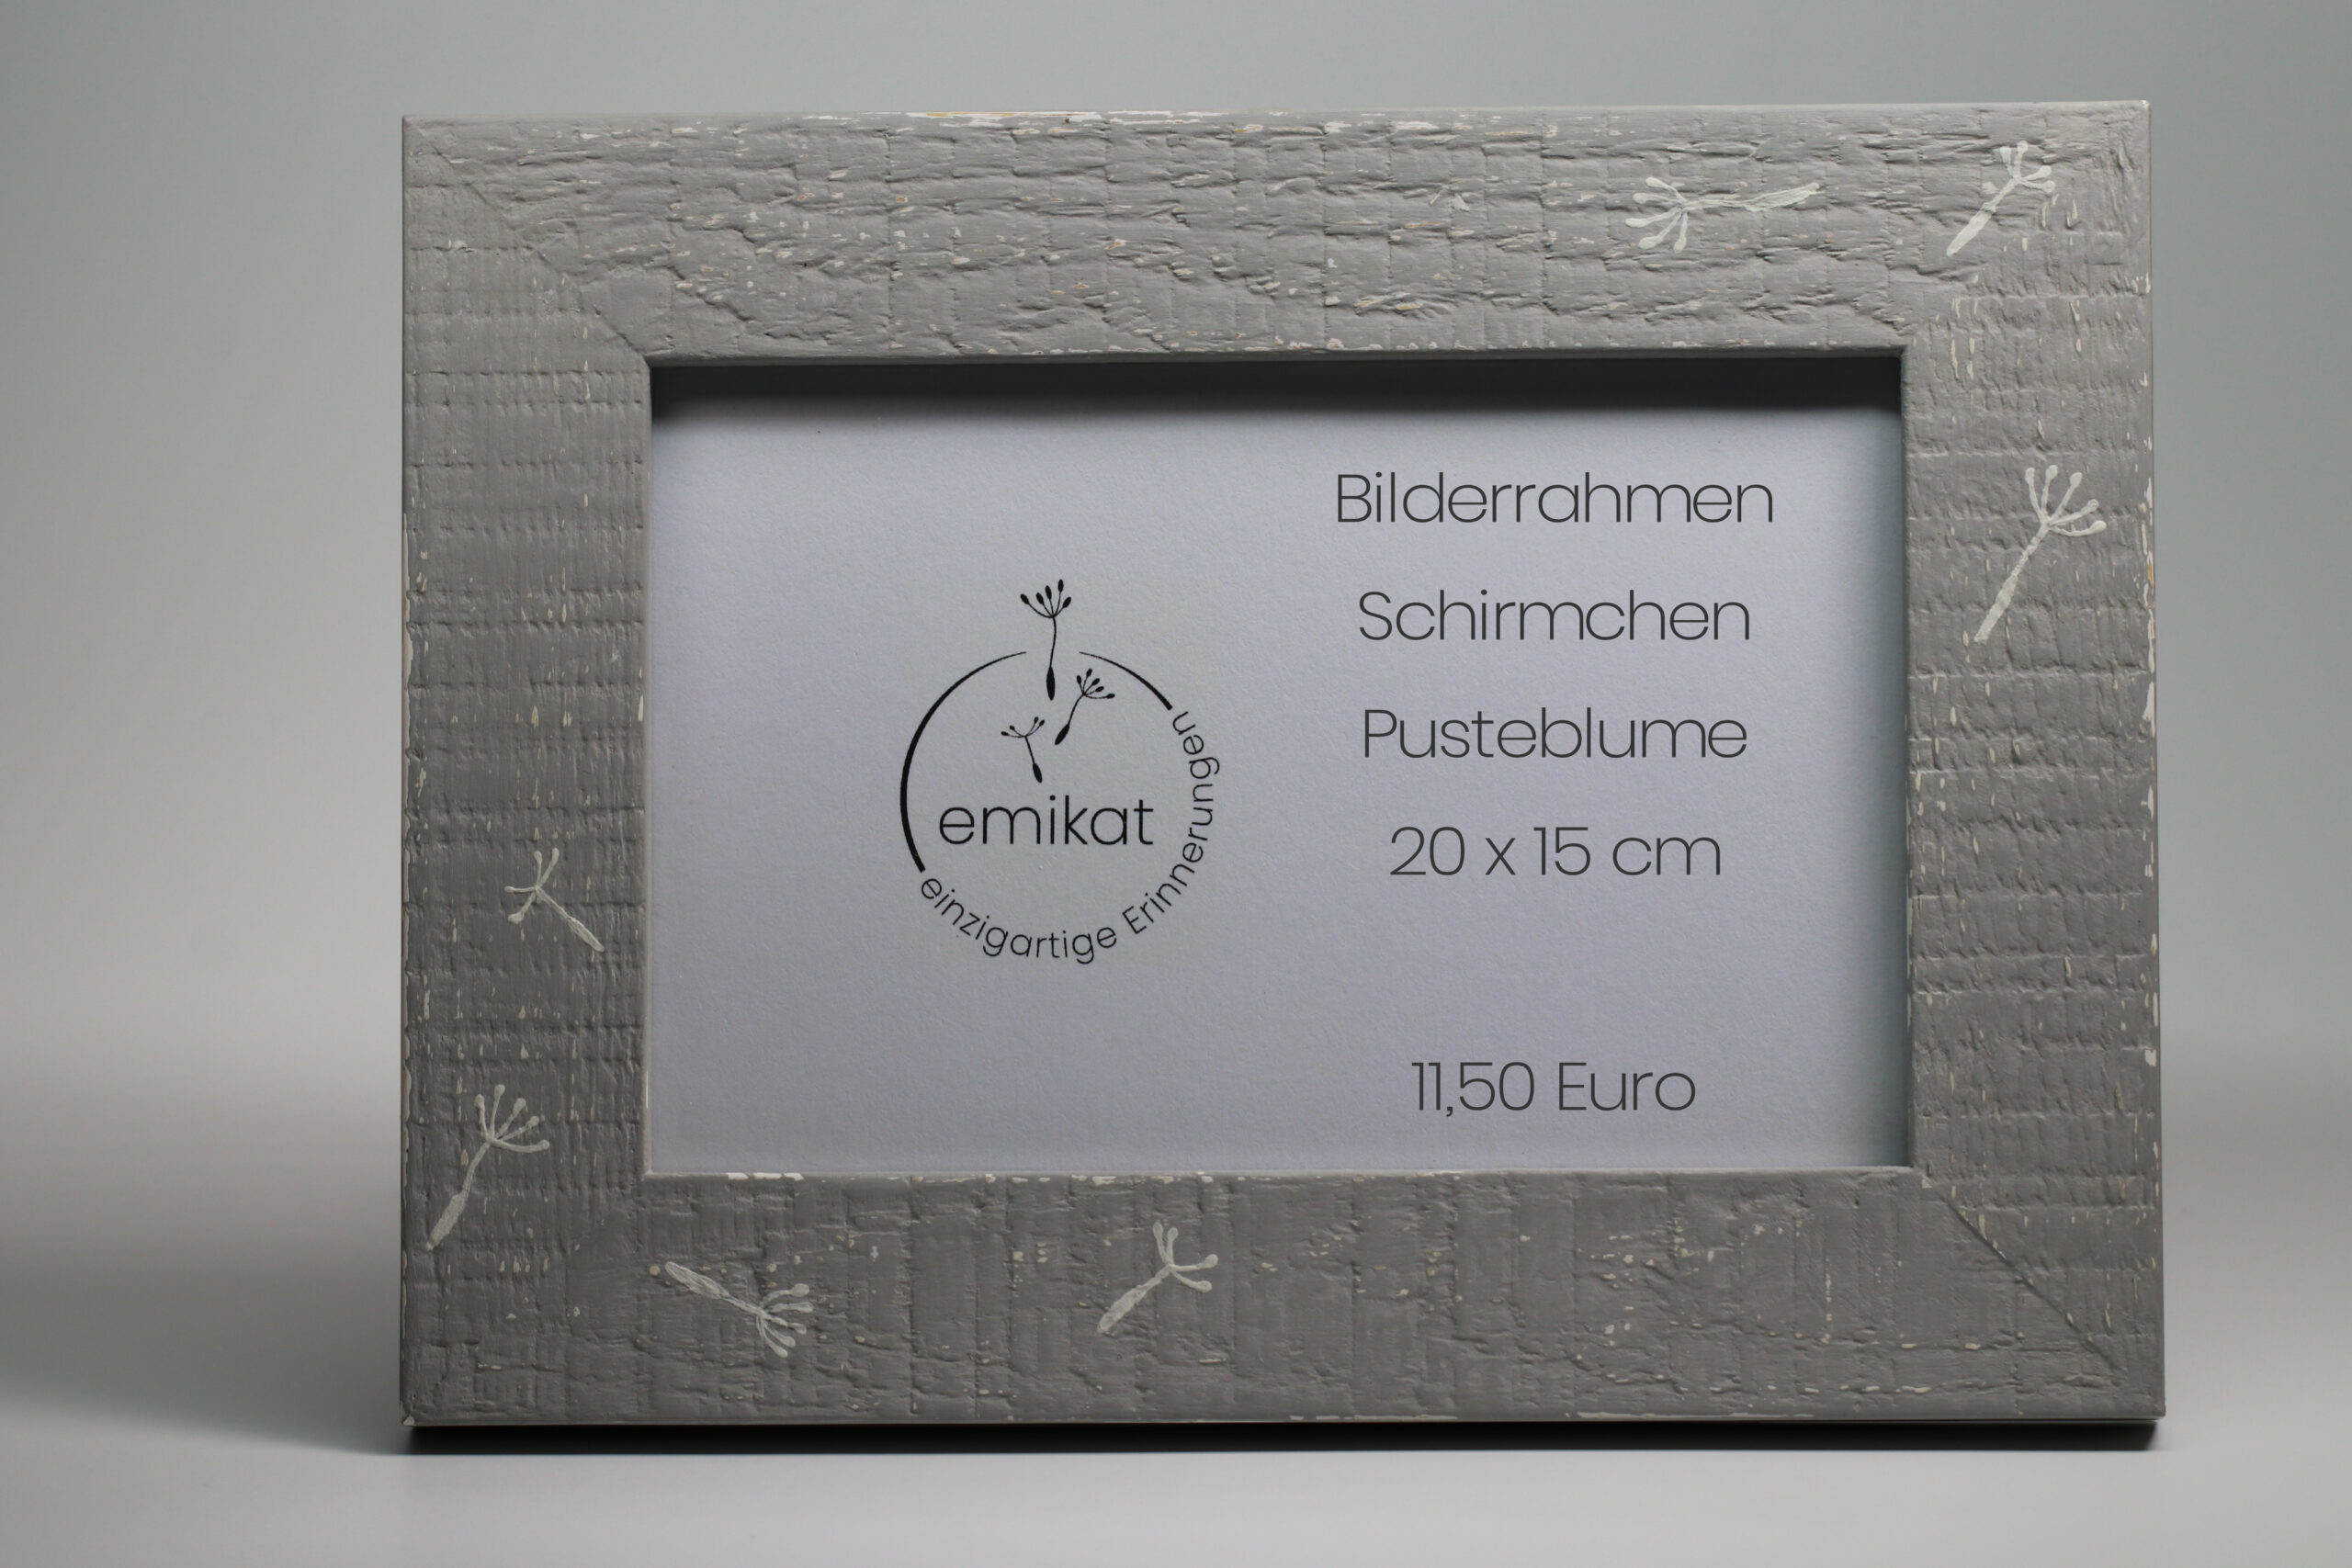 emikat
einzigartige Erinnerungen
Bilderrahmen
Schirmchen
Pusteblume
20 x 15 cm
11,50 Euro